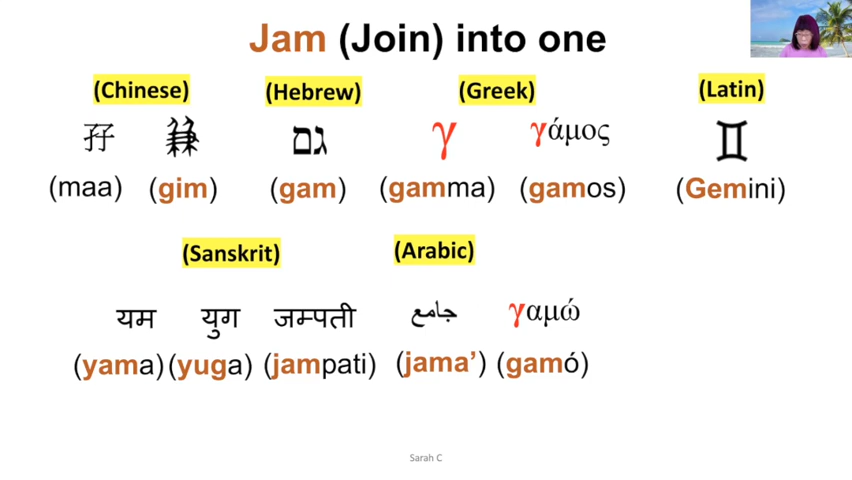 Jam (Join) into one
(Chinese) (Hebrew) (Greek) (Latin)
孖 גם γ γάμος ♊
(maa) (gim) (gam) (gamma) (gamos) (Gemini)
(Sanskrit) (Arabic)
यम युग जम्पती جامع γαμώ
(yama) (yuga) (jampati) (jama’) (gamó)
Sarah C